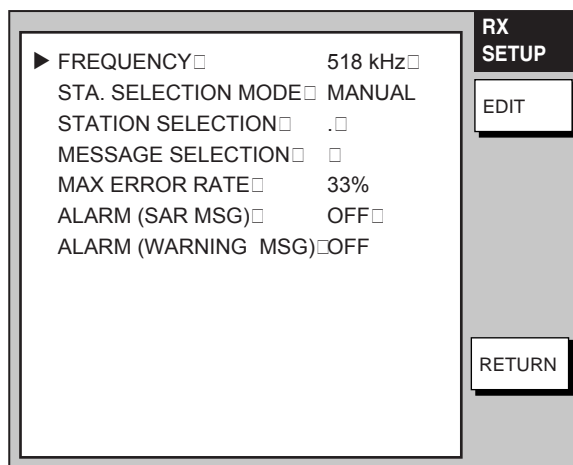 RX
SETUP
▶ FREQUENCY□ 518 kHz□
STA. SELECTION MODE□ MANUAL
STATION SELECTION□ .□
MESSAGE SELECTION□ □
MAX ERROR RATE□ 33%
ALARM (SAR MSG)□ OFF□
ALARM (WARNING MSG)□OFF
EDIT
RETURN